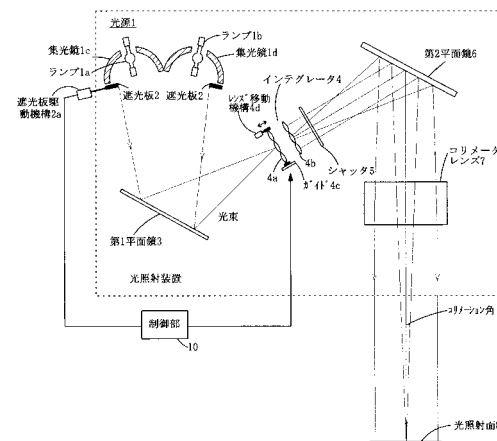 光源1
ランプ1b
集光鏡1c
集光鏡1d
ランプ1a
遮光板2
遮光板2
遮光板駆
動機構2a
インテグレータ4
ﾚﾝｽﾞ移動
機構4d
4a
4b
ｶﾞｲﾄﾞ4c
シャッタ5
第2平面鏡6
コリメータ
レンズ7
光束
第1平面鏡3
光照射装置
制御部
10
ｺﾘﾒｰｼｮﾝ角
光照射面